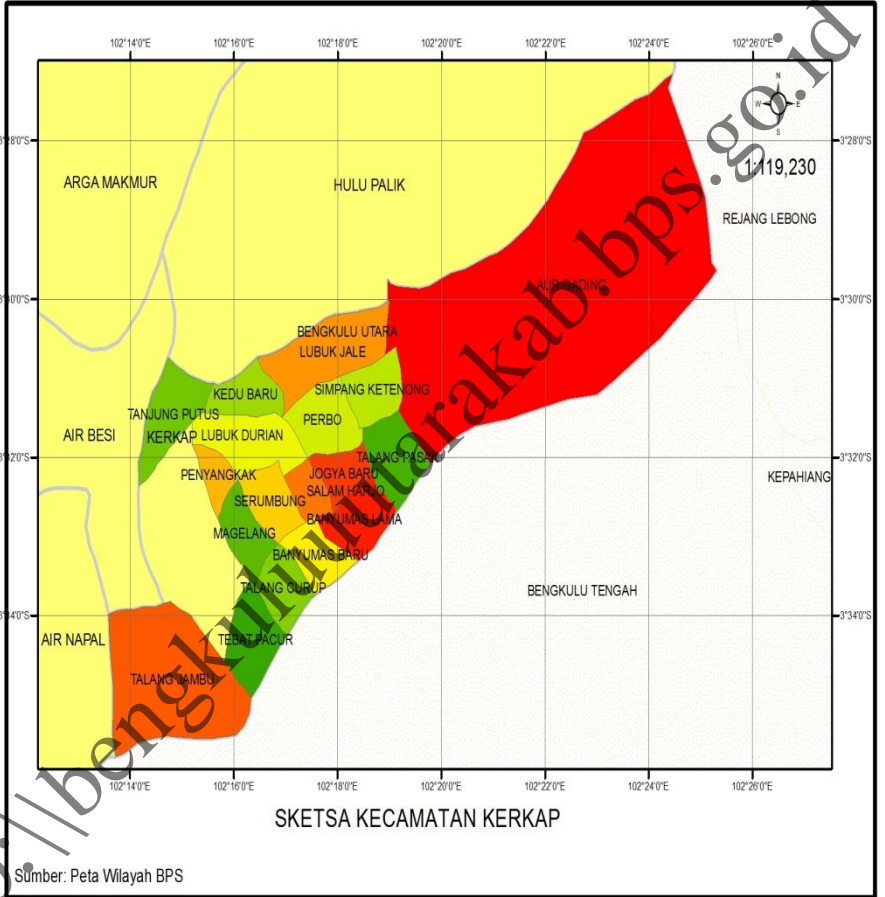 102°14'0"E 102°16'0"E 102°18'0"E 102°20'0"E 102°22'0"E 102°24'0"E 102°26'0"E
N
W E
S
3°28'0"S 3°28'0"S
1:119,230
ARGA MAKMUR HULU PALIK
REJANG LEBONG
AUR GADING
3°30'0"S 3°30'0"S
BENGKULU UTARA
LUBUK JALE
KEDU BARU SIMPANG KETENONG
TANJUNG PUTUS PERBO
AIR BESI KERKAP LUBUK DURIAN
3°32'0"S TALANG PASAR 3°32'0"S
PENYANGKAK JOGYA BARU KEPAHIANG
SERUMBUNG SALAM HARJO
MAGELANG BANYUMAS LAMA
BANYUMAS BARU
TALANG CURUP BENGKULU TENGAH
3°34'0"S 3°34'0"S
AIR NAPAL TEBAT PACUR
TALANG JAMBU
102°14'0"E 102°16'0"E 102°18'0"E 102°20'0"E 102°22'0"E 102°24'0"E 102°26'0"E
SKETSA KECAMATAN KERKAP
Sumber: Peta Wilayah BPS
:\\bengkuluutarakab.bps.go.id